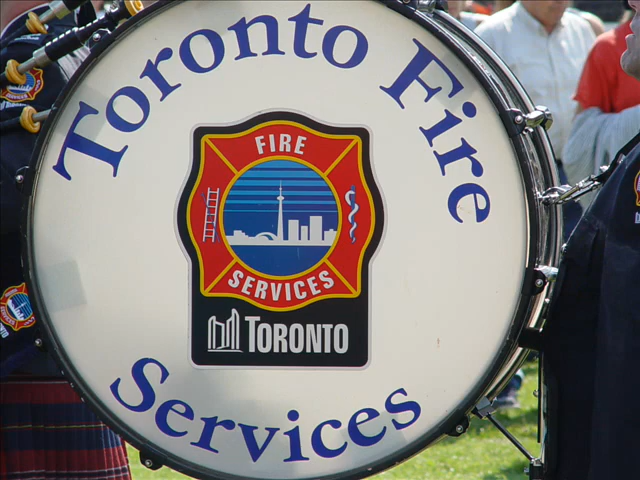 Toronto Fire
FIRE
SERVICES
TORONTO
Services